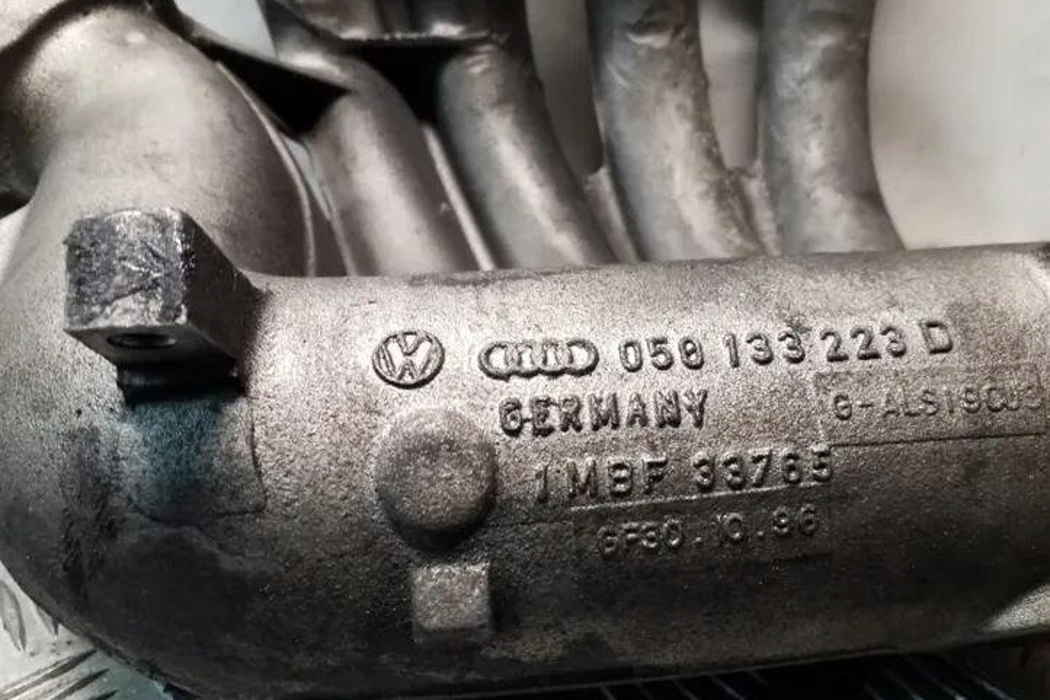 050 133 223 D
GERMANY
G-ALSI9CU3
1MBF 33765
GF30.10.96